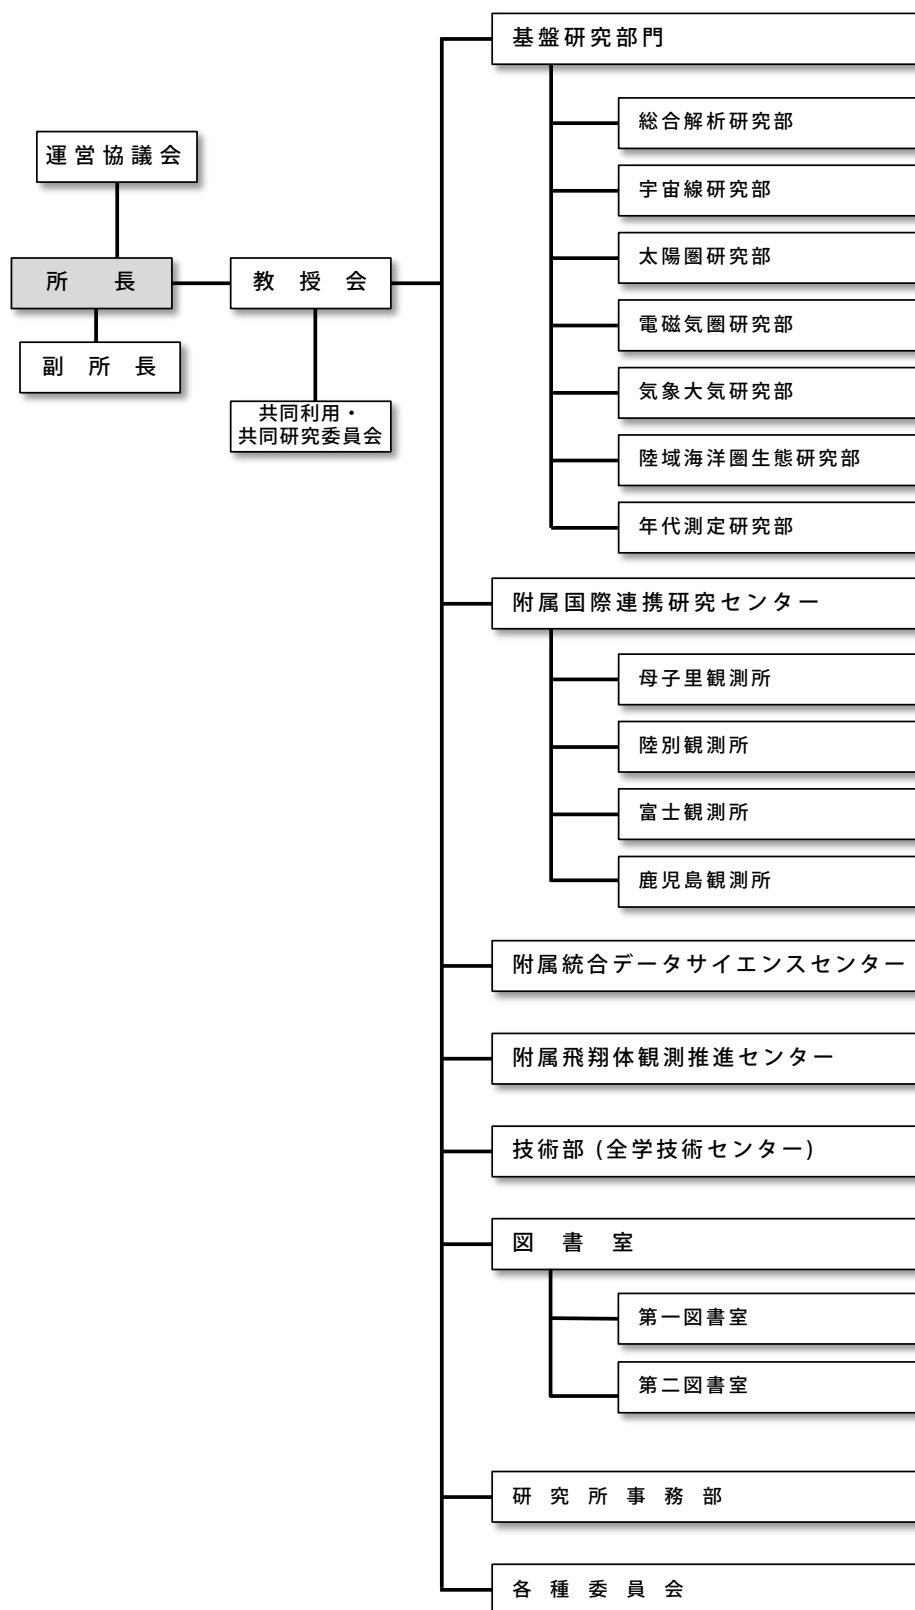 運営協議会
所長
副所長
教授会
共同利用・
共同研究委員会
基盤研究部門
総合解析研究部
宇宙線研究部
太陽圏研究部
電磁気圏研究部
気象大気研究部
陸域海洋圏生態研究部
年代測定研究部
附属国際連携研究センター
母子里観測所
陸別観測所
富士観測所
鹿児島観測所
附属統合データサイエンスセンター
附属飛翔体観測推進センター
技術部 (全学技術センター)
図書室
第一図書室
第二図書室
研究所事務部
各種委員会